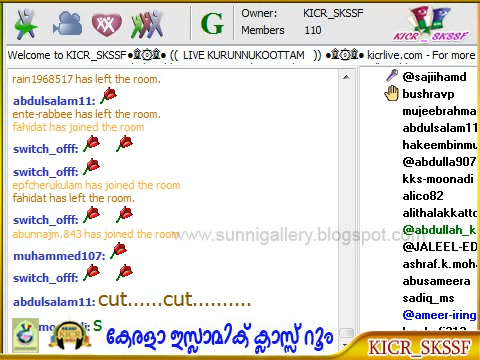 Owner: KICR_SKSSF
Members 110
G
KICR_SKSSF
Welcome to KICR_SKSSF (( LIVE KURUNNUKOOTTAM )) kicrlive.com - For more
rain1968517 has left the room.
abdulsalam11:
ente-rabbee has left the room.
fahidat has joined the room
switch_offf:
switch_offf:
epfcherukulam has joined the room
fahidat has left the room.
switch_offf:
abunnajm.843 has joined the room
www.sunnigallery.blogspot.com
muhammed107:
switch_offf:
abdulsalam11: cut......cut..........
S
@sajiihamd
bushravp
mujeebrahma
abdulsalam11
hakeembinmu
@abdulla907
kks-moonadi
alico82
alithalakkatto
@abdullah_k
@JALEEL-ED
ashraf.k.moha
abusameera
sadiq_ms
@ameer-iring
കേരളാ ഇസ്ലാമിക് ക്ലാസ്സ് റൂം
KICR_SKSSF